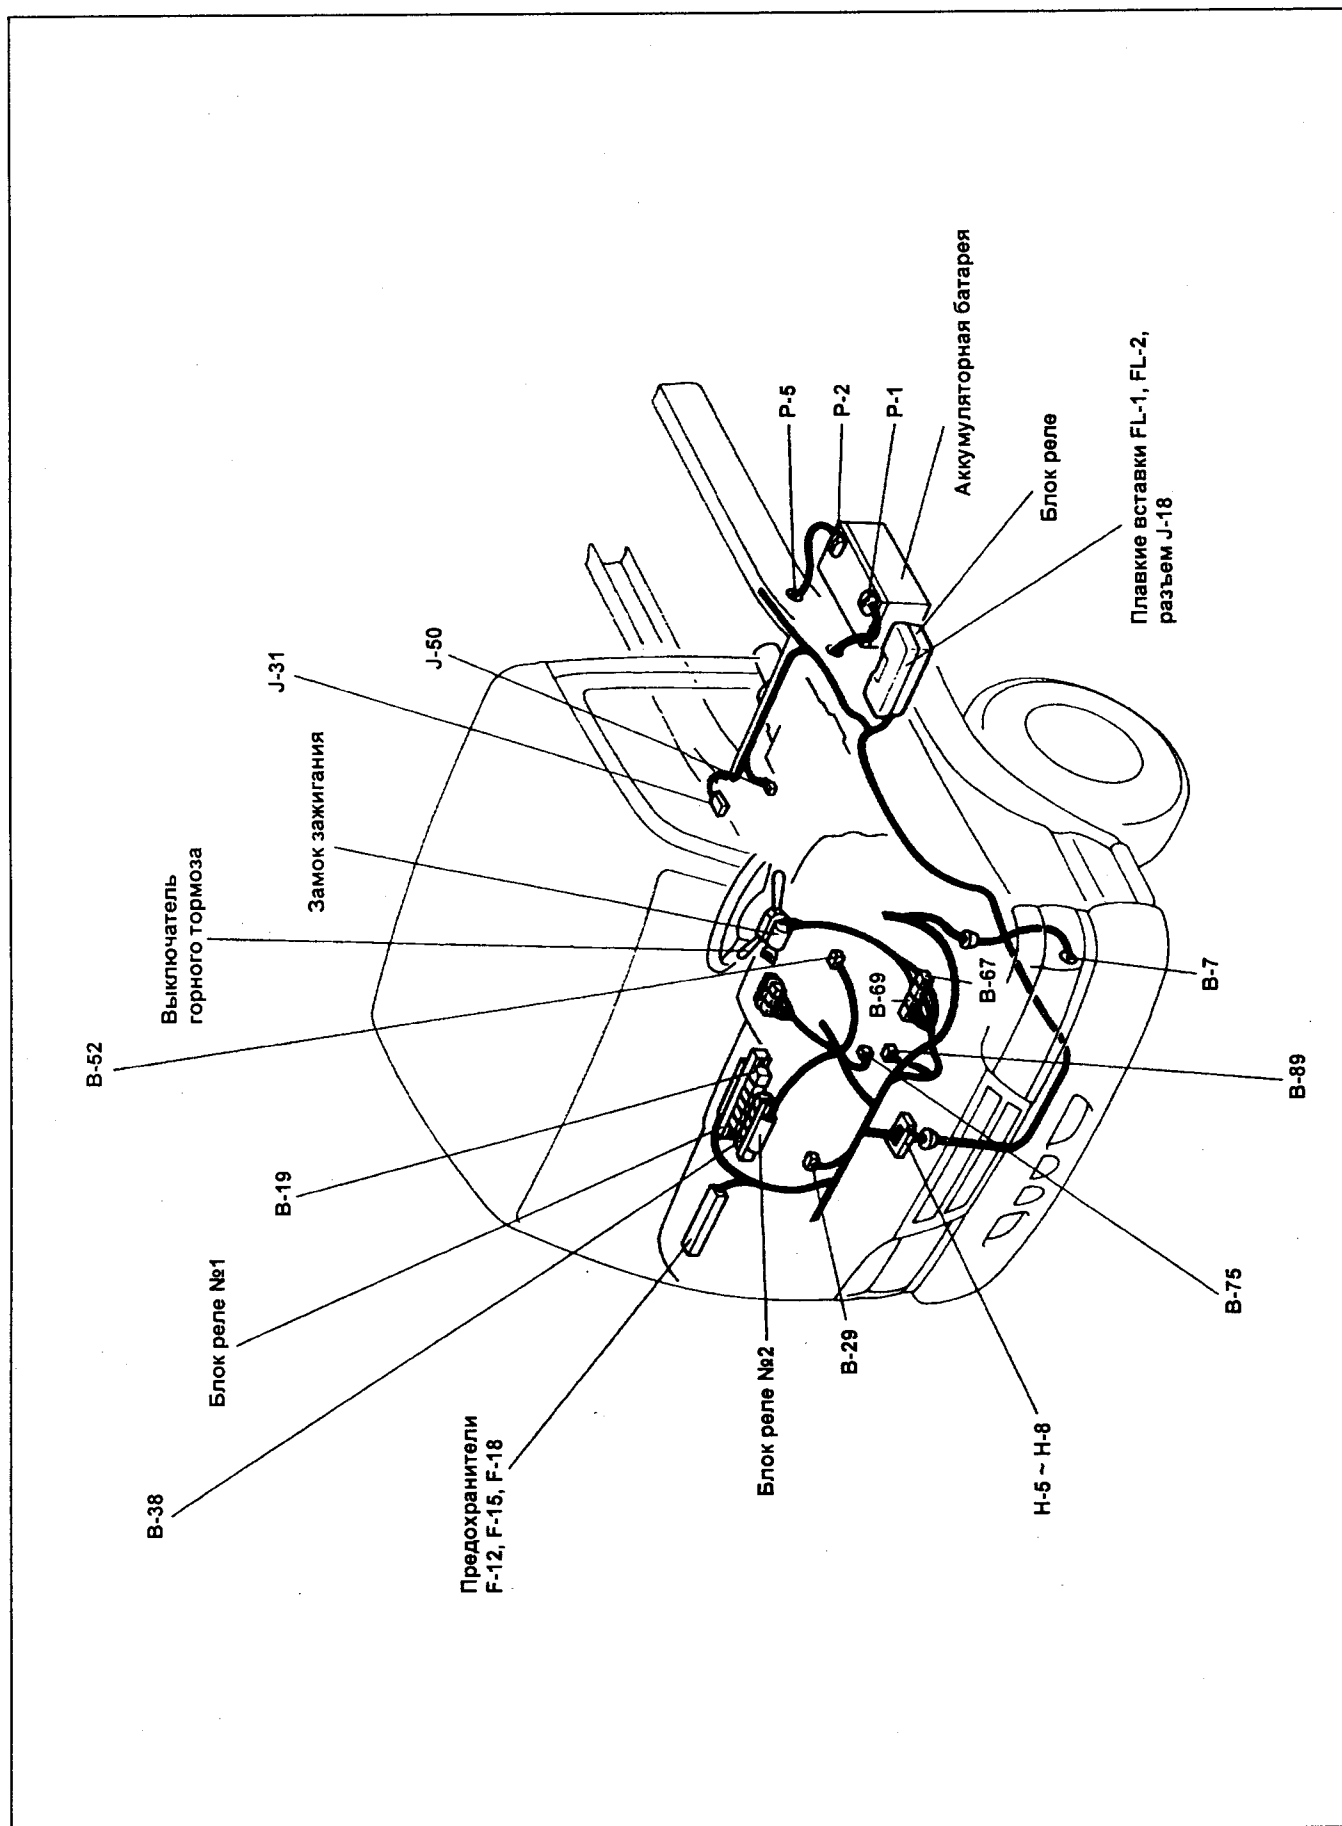 B-38
B-52
Выключатель
горного тормоза
Блок реле №1
B-19
J-31
Замок зажигания
J-50
Предохранители
F-12, F-15, F-18
Блок реле №2
P-5
P-2
P-1
B-29
B-69
B-67
Аккумуляторная батарея
H-5 ~ H-8
Блок реле
Плавкие вставки FL-1, FL-2,
разъем J-18
B-7
B-75
B-89